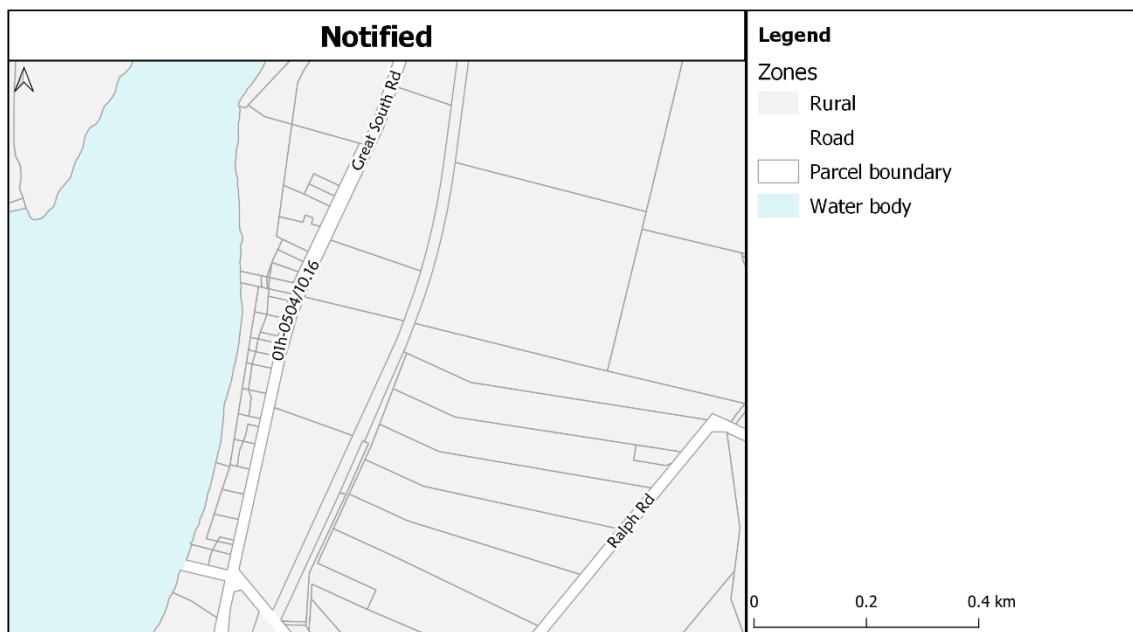 Notified
Great South Rd
01h-0504/10.16
Ralph Rd
Legend
Zones
Rural
Road
Parcel boundary
Water body
0 0.2 0.4 km